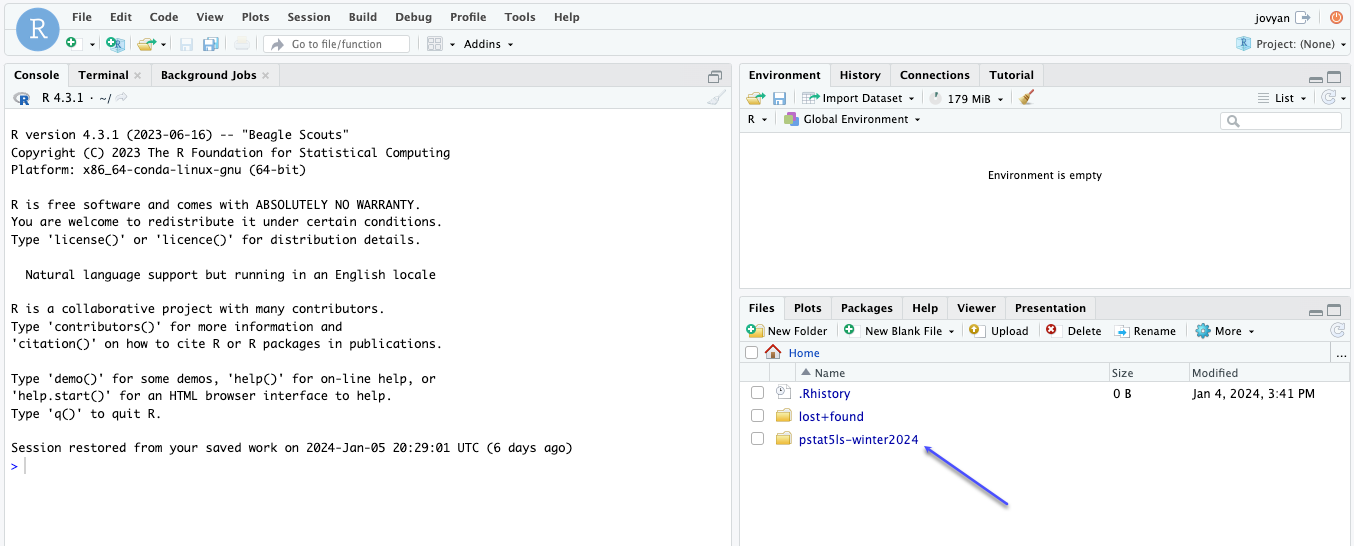 R File Edit Code View Plots Session Build Debug Profile Tools Help jovyan
R Go to file/function Addins R Project: (None)
Console Terminal Background Jobs
R R 4.3.1 · ~/
R version 4.3.1 (2023-06-16) -- "Beagle Scouts"
Copyright (C) 2023 The R Foundation for Statistical Computing
Platform: x86_64-conda-linux-gnu (64-bit)
R is free software and comes with ABSOLUTELY NO WARRANTY.
You are welcome to redistribute it under certain conditions.
Type 'license()' or 'licence()' for distribution details.
Natural language support but running in an English locale
R is a collaborative project with many contributors.
Type 'contributors()' for more information and
'citation()' on how to cite R or R packages in publications.
Type 'demo()' for some demos, 'help()' for on-line help, or
'help.start()' for an HTML browser interface to help.
Type 'q()' to quit R.
Session restored from your saved work on 2024-Jan-05 20:29:01 UTC (6 days ago)
>
Environment History Connections Tutorial
Import Dataset 179 MiB List
R Global Environment
Environment is empty
Files Plots Packages Help Viewer Presentation
New Folder New Blank File Upload Delete Rename More
Home ...
Name Size Modified
.Rhistory 0 B Jan 4, 2024, 3:41 PM
lost+found
pstat5ls-winter2024